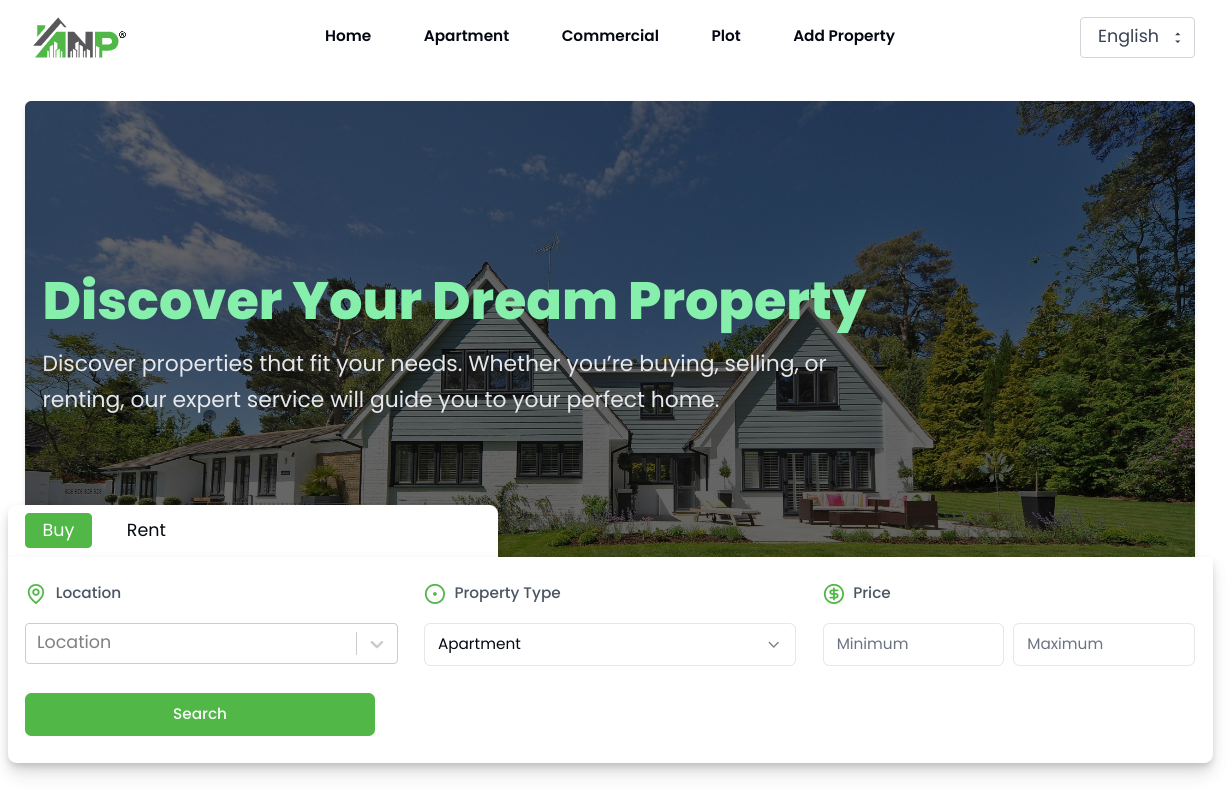 ANP®
Home
Apartment
Commercial
Plot
Add Property
English
Discover Your Dream Property
Discover properties that fit your needs. Whether you’re buying, selling, or
renting, our expert service will guide you to your perfect home.
Buy
Rent
Location
Property Type
Price
Location
Apartment
Minimum
Maximum
Search